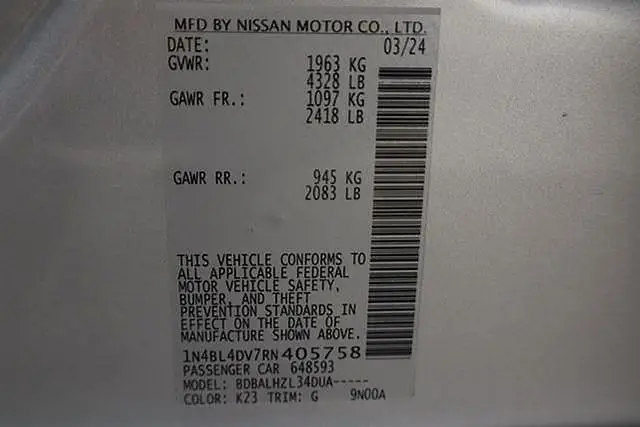 MFD BY NISSAN MOTOR CO., LTD.
DATE: 03/24
GVWR: 1963 KG
4328 LB
GAWR FR.: 1097 KG
2418 LB
GAWR RR.: 945 KG
2083 LB
THIS VEHICLE CONFORMS TO
ALL APPLICABLE FEDERAL
MOTOR VEHICLE SAFETY,
BUMPER, AND THEFT
PREVENTION STANDARDS IN
EFFECT ON THE DATE OF
MANUFACTURE SHOWN ABOVE.
1N4BL4DV7RN405758
PASSENGER CAR 648593
MODEL: BDBALHZL34DUA-----
COLOR: K23 TRIM: G 9N00A